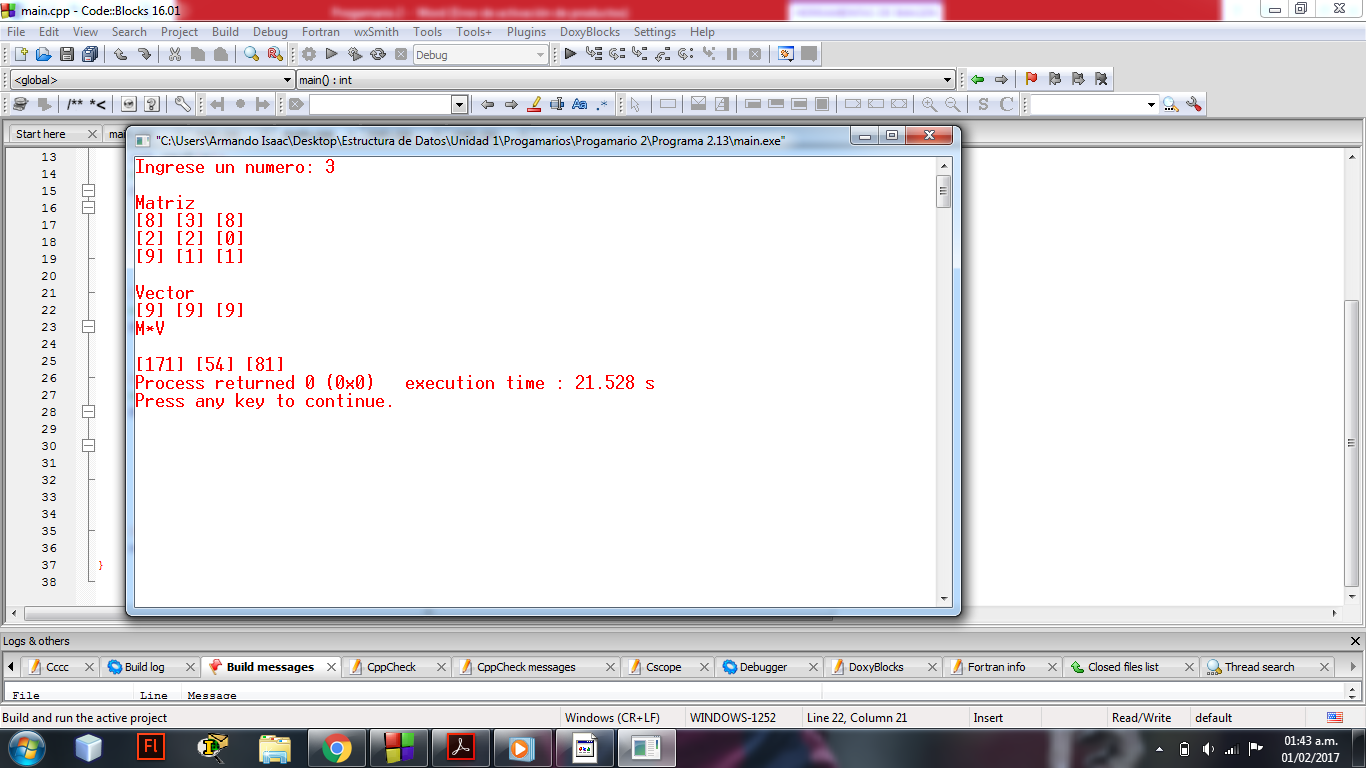 main.cpp - Code::Blocks 16.01
File Edit View Search Project Build Debug Fortran wxSmith Tools Tools+ Plugins DoxyBlocks Settings Help
Debug
<global> main() : int
/** *<
S C
Start here
"C:\Users\Armando Isaac\Desktop\Estructura de Datos\Unidad 1\Progamarios\Progamario 2\Programa 2.13\main.exe"
Ingrese un numero: 3
Matriz
[8] [3] [8]
[2] [2] [0]
[9] [1] [1]
Vector
[9] [9] [9]
M*V
[171] [54] [81]
Process returned 0 (0x0)   execution time : 21.528 s
Press any key to continue.
13
14
15
16
17
18
19
20
21
22
23
24
25
26
27
28
29
30
31
32
33
34
35
36
37 }
38
Logs & others
Cccc Build log Build messages CppCheck CppCheck messages Cscope Debugger DoxyBlocks Fortran info Closed files list Thread search
File Line Message
Build and run the active project Windows (CR+LF) WINDOWS-1252 Line 22, Column 21 Insert Read/Write default
Fl
01:43 a.m.
01/02/2017